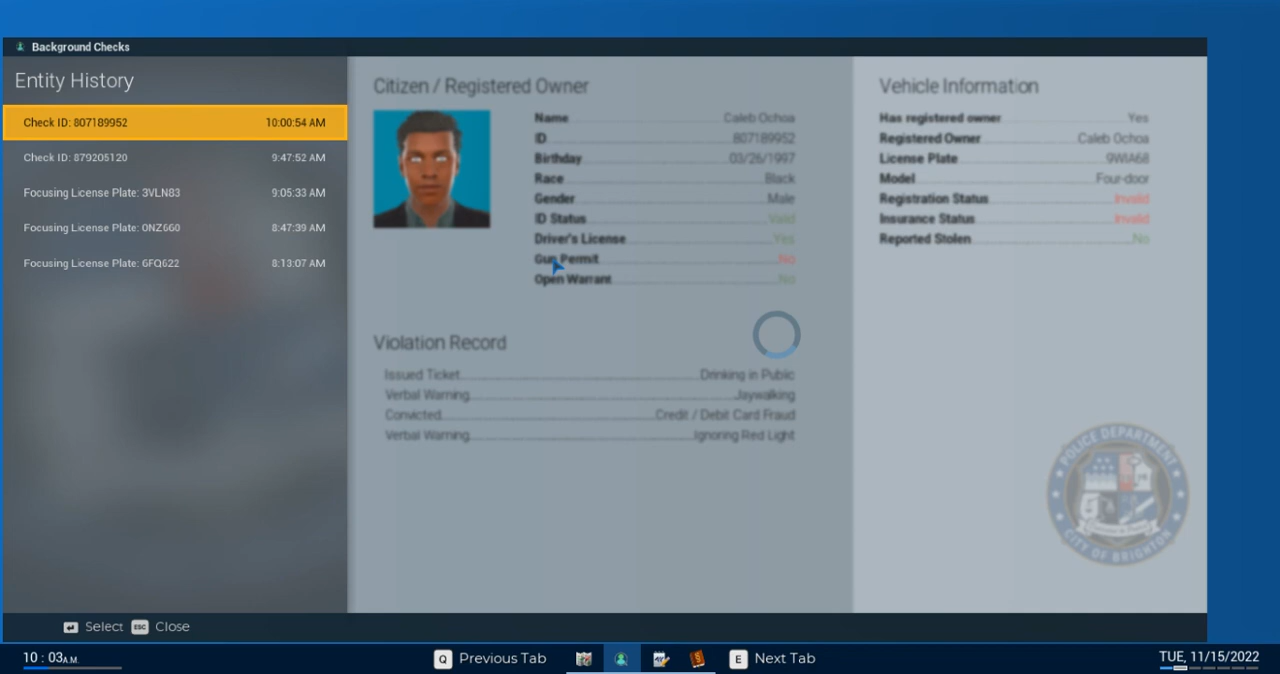 Background Checks
Entity History
Check ID: 807189952 10:00:54 AM
Check ID: 879205120 9:47:52 AM
Focusing License Plate: 3VLN83 9:05:33 AM
Focusing License Plate: 0NZ660 8:47:39 AM
Focusing License Plate: 6FQ622 8:13:07 AM
Citizen / Registered Owner
Name Caleb Ochoa
ID 807189952
Birthday 03/26/1997
Race Black
Gender Male
ID Status Valid
Driver's License Yes
Gun Permit No
Open Warrant No
Violation Record
Issued Ticket Drinking in Public
Verbal Warning Jaywalking
Convicted Credit / Debit Card Fraud
Verbal Warning Ignoring Red Light
Vehicle Information
Has registered owner Yes
Registered Owner Caleb Ochoa
License Plate 9WIA68
Model Four-door
Registration Status Invalid
Insurance Status Invalid
Reported Stolen No
POLICE DEPARTMENT
CITY OF BRIGHTON
Select ESC Close
10 : 03 A.M.
Q Previous Tab E Next Tab
TUE, 11/15/2022